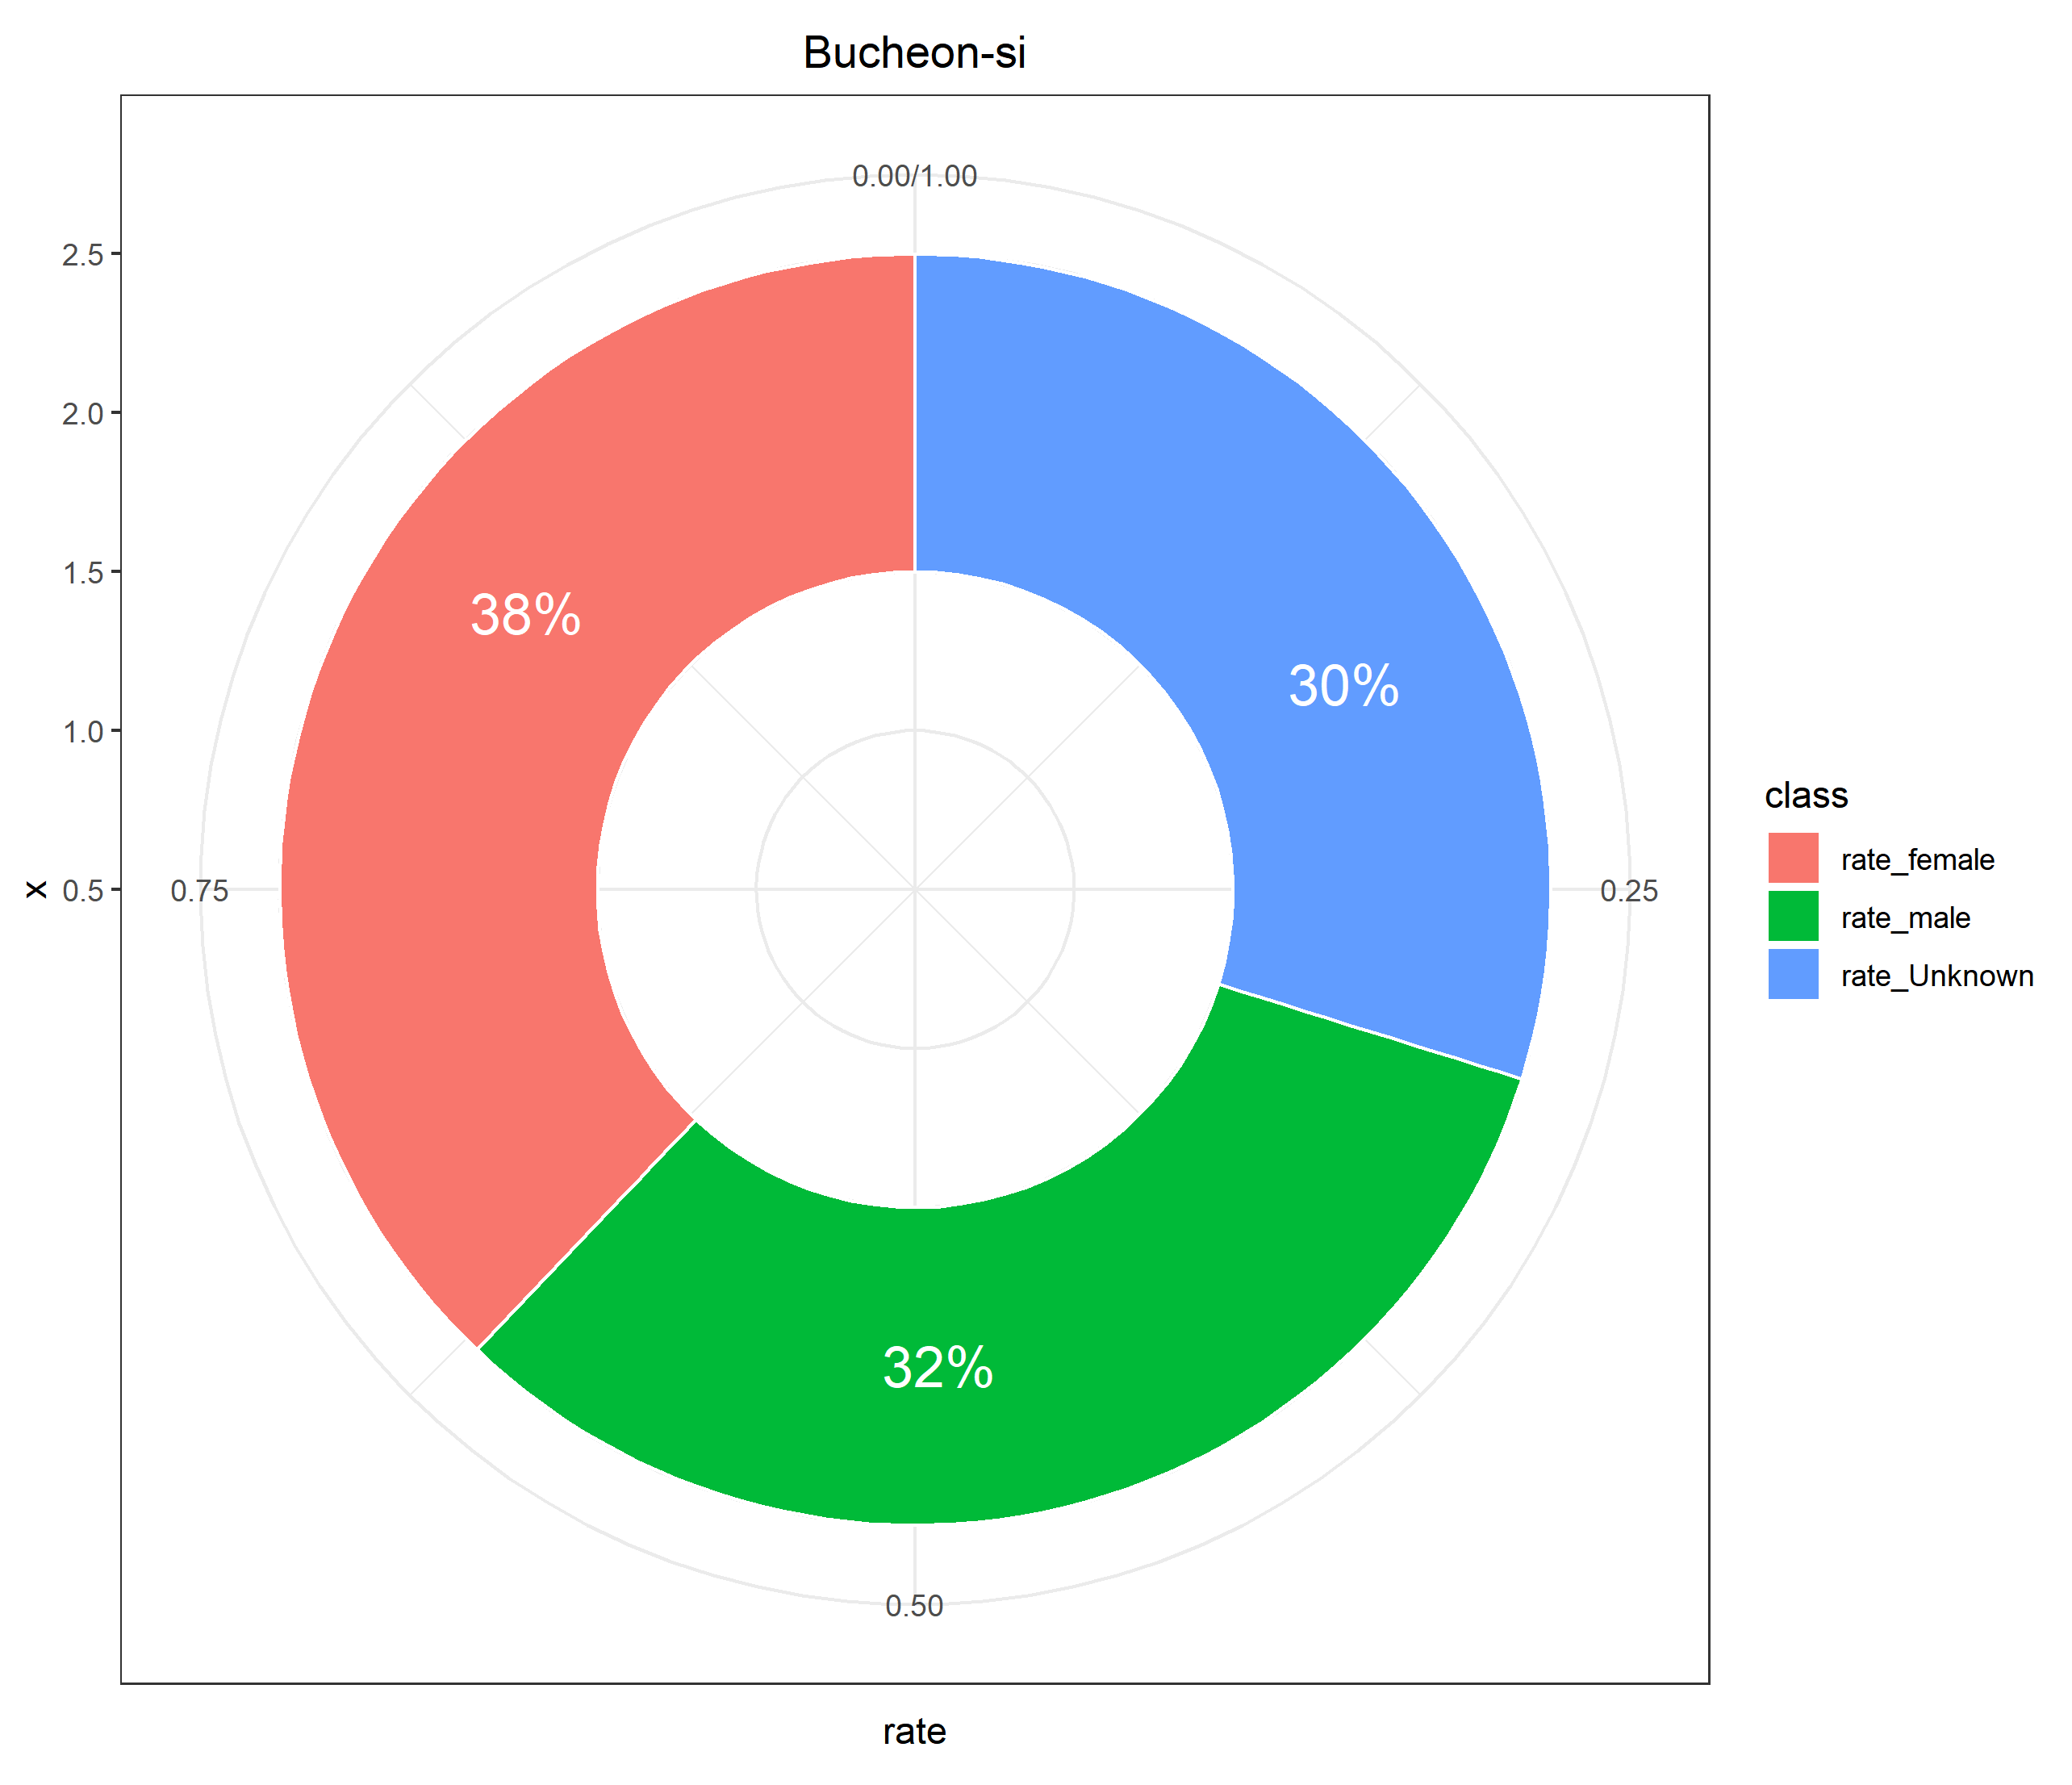 Bucheon-si
0.00/1.00
2.5
2.0
1.5
1.0
x 0.5
0.75
0.25
0.50
38%
30%
32%
rate
class
rate_female
rate_male
rate_Unknown